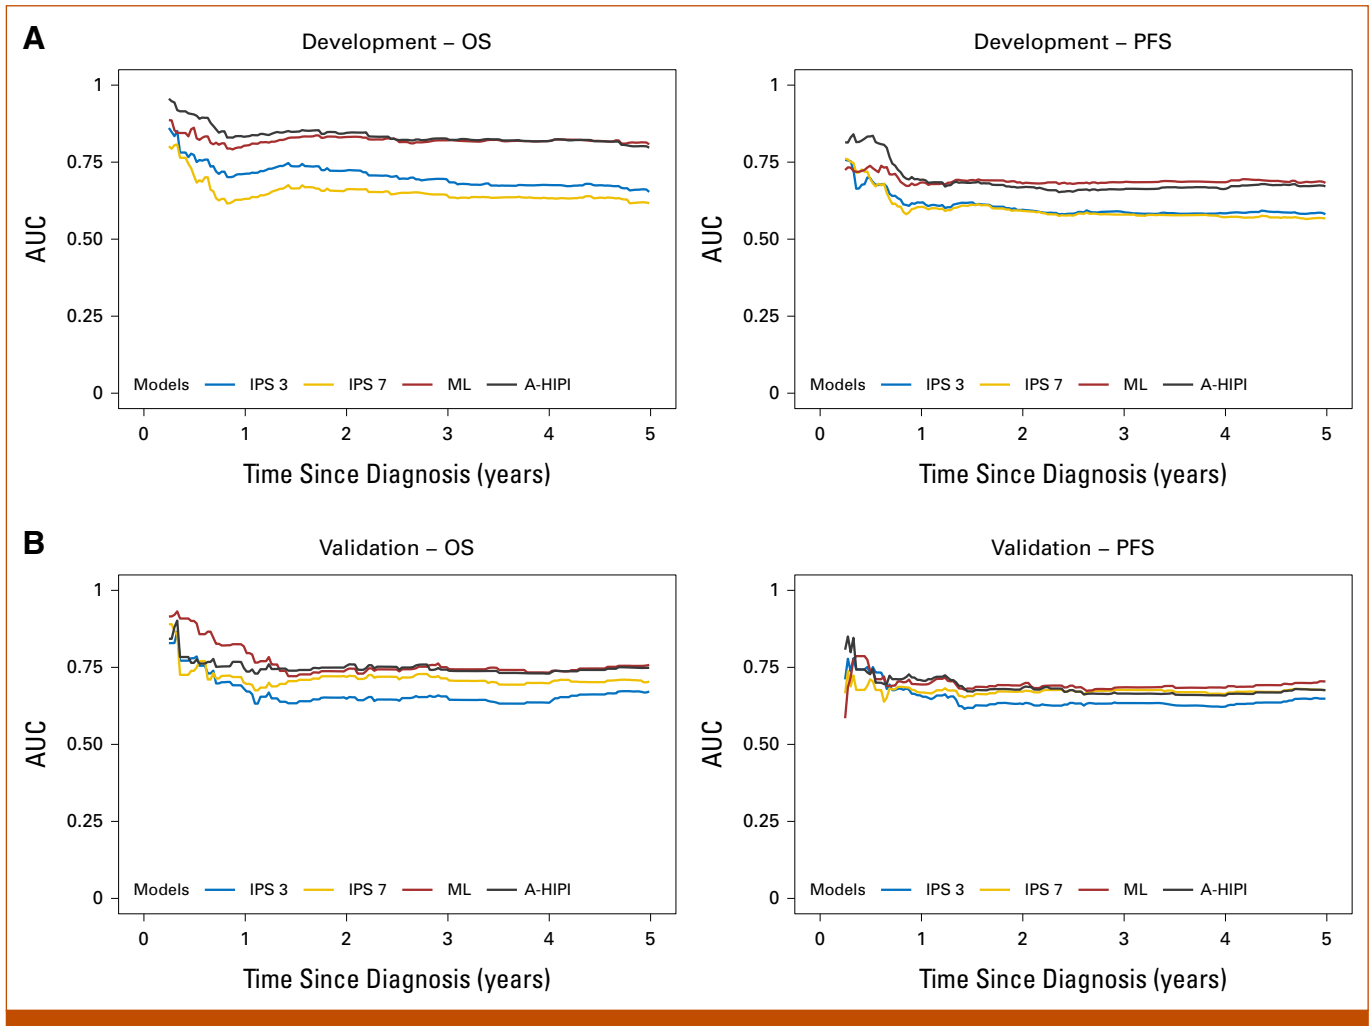 A
Development – OS
1
0.75
0.50
0.25
0
AUC
Models IPS 3 IPS 7 ML A-HIPI
0 1 2 3 4 5
Time Since Diagnosis (years)
Development – PFS
1
0.75
0.50
0.25
0
AUC
Models IPS 3 IPS 7 ML A-HIPI
0 1 2 3 4 5
Time Since Diagnosis (years)
B
Validation – OS
1
0.75
0.50
0.25
0
AUC
Models IPS 3 IPS 7 ML A-HIPI
0 1 2 3 4 5
Time Since Diagnosis (years)
Validation – PFS
1
0.75
0.50
0.25
0
AUC
Models IPS 3 IPS 7 ML A-HIPI
0 1 2 3 4 5
Time Since Diagnosis (years)